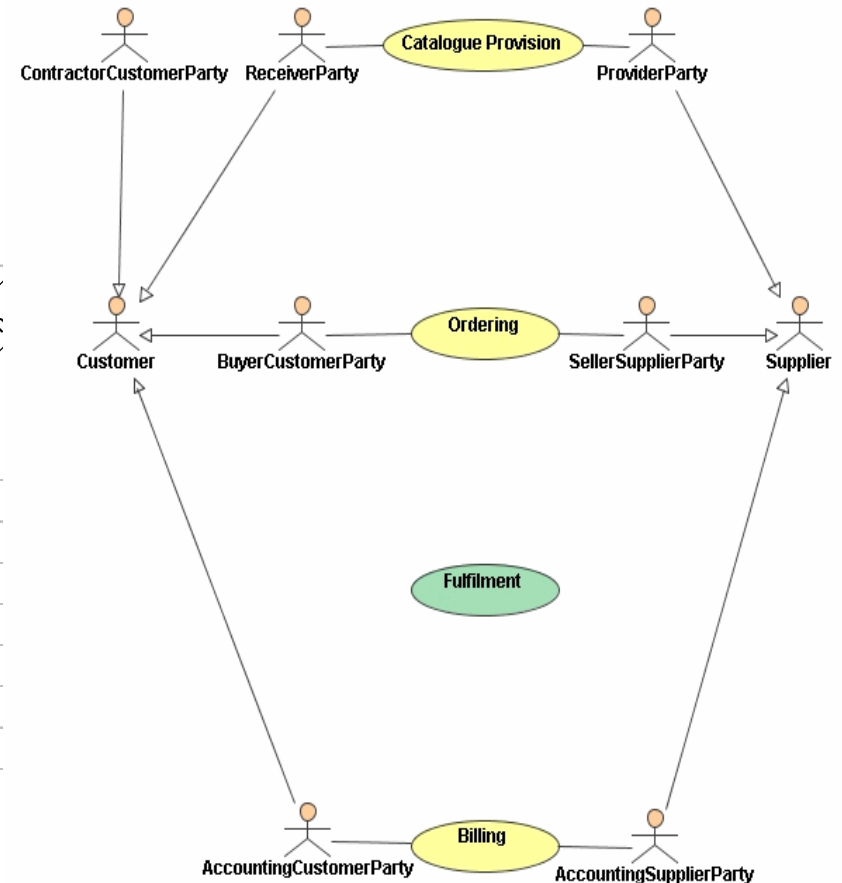 Catalogue Provision
ContractorCustomerParty
ReceiverParty
ProviderParty
Ordering
Customer
BuyerCustomerParty
SellerSupplierParty
Supplier
Fulfilment
Billing
AccountingCustomerParty
AccountingSupplierParty